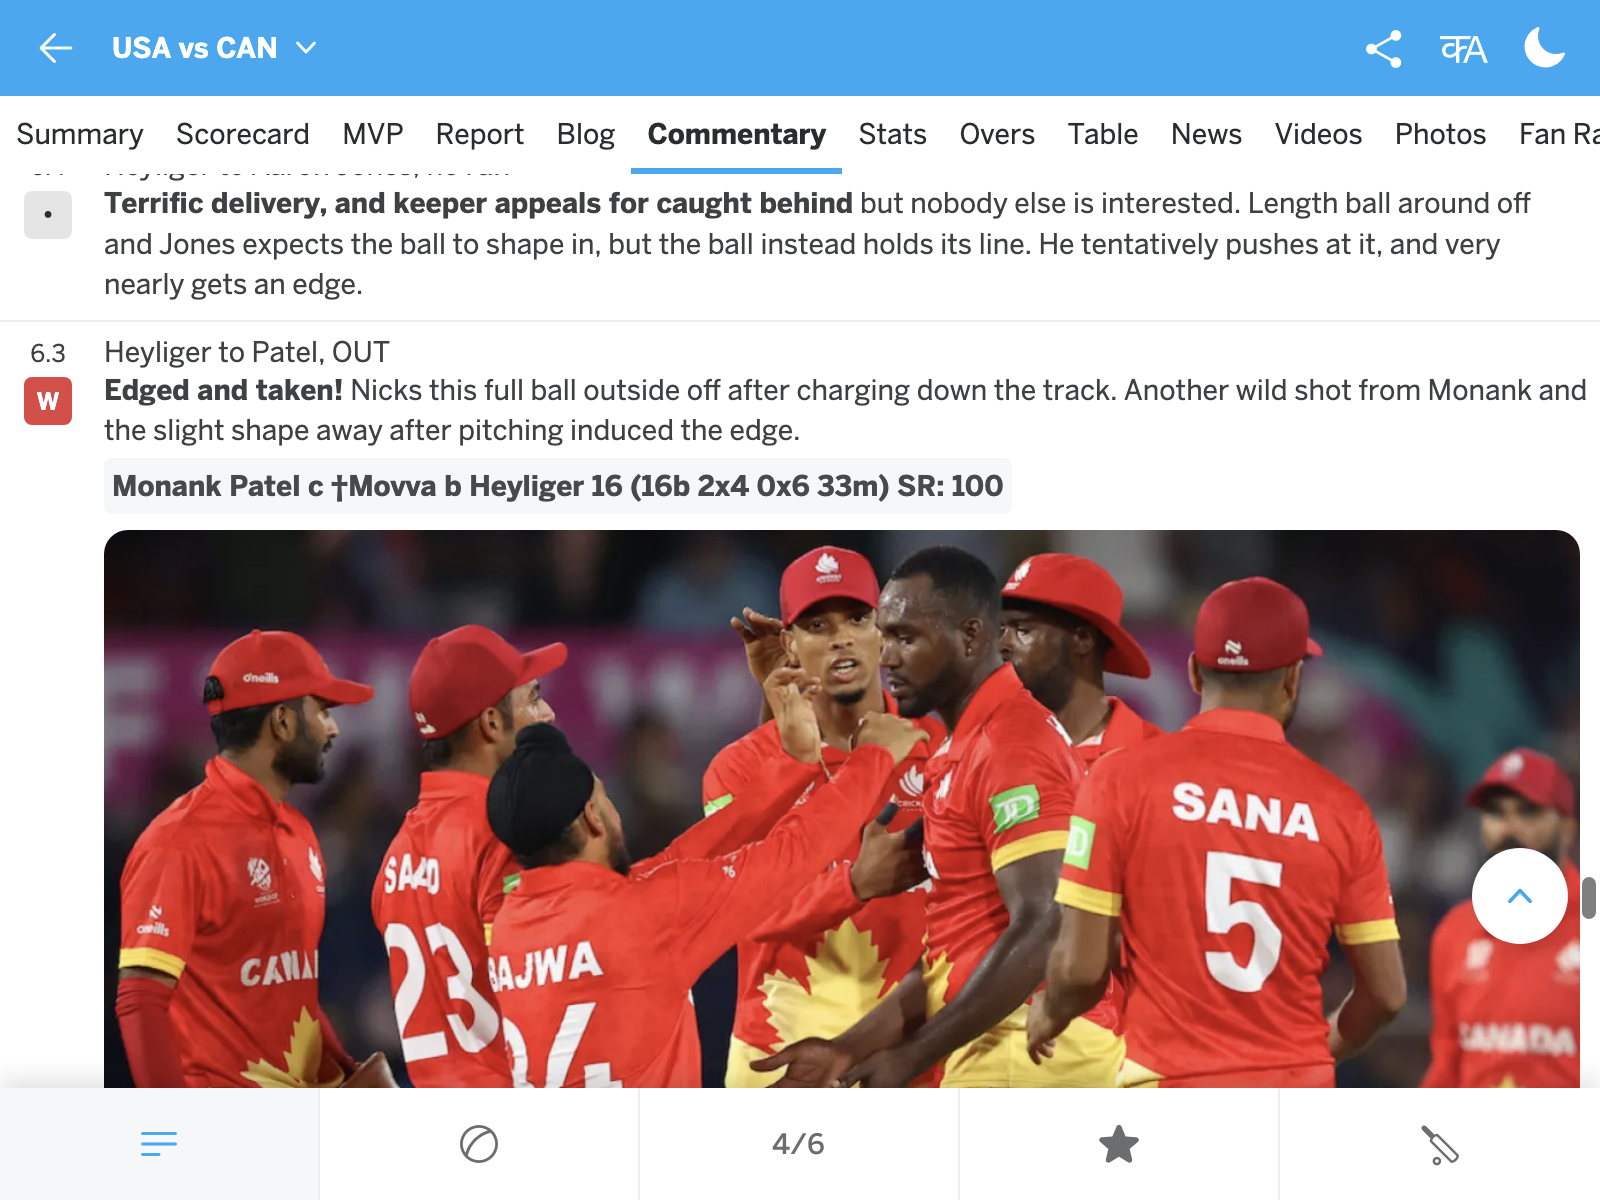 USA vs CAN
Summary Scorecard MVP Report Blog Commentary Stats Overs Table News Videos Photos Fan Ra
Terrific delivery, and keeper appeals for caught behind but nobody else is interested. Length ball around off
and Jones expects the ball to shape in, but the ball instead holds its line. He tentatively pushes at it, and very
nearly gets an edge.
6.3 Heyliger to Patel, OUT
W Edged and taken! Nicks this full ball outside off after charging down the track. Another wild shot from Monank and
the slight shape away after pitching induced the edge.
Monank Patel c †Movva b Heyliger 16 (16b 2x4 0x6 33m) SR: 100
oneills
oneills
oneills
SANA
5
23
BAJWA
CANADA
4/6